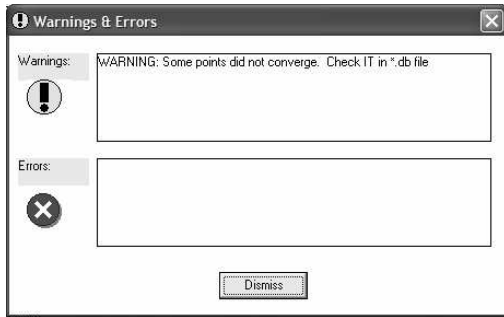 Warnings & Errors
Warnings:
WARNING: Some points did not converge. Check IT in *.db file
Errors:
Dismiss